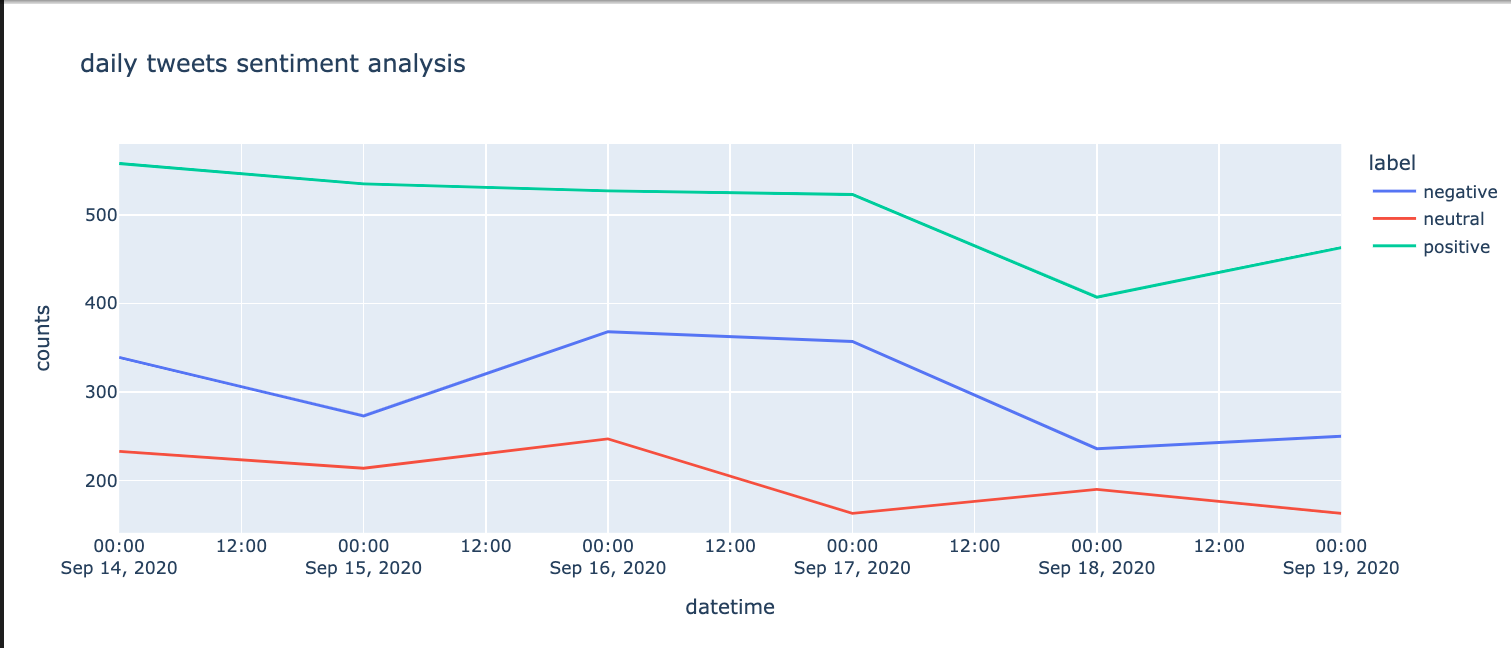 daily tweets sentiment analysis
label
negative
neutral
positive
500
400
300
200
counts
00:00 12:00 00:00 12:00 00:00 12:00 00:00 12:00 00:00 12:00 00:00
Sep 14, 2020 Sep 15, 2020 Sep 16, 2020 Sep 17, 2020 Sep 18, 2020 Sep 19, 2020
datetime